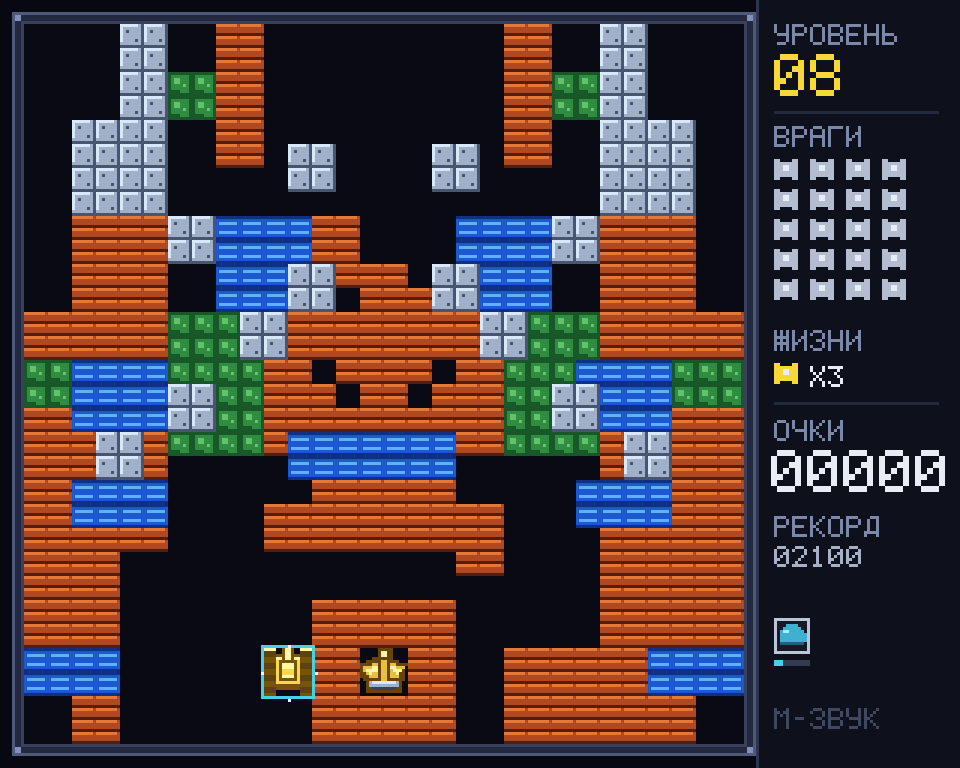 УРОВЕНЬ
08
ВРАГИ
ЖИЗНИ
X3
ОЧКИ
00000
РЕКОРД
02100
М-ЗВУК